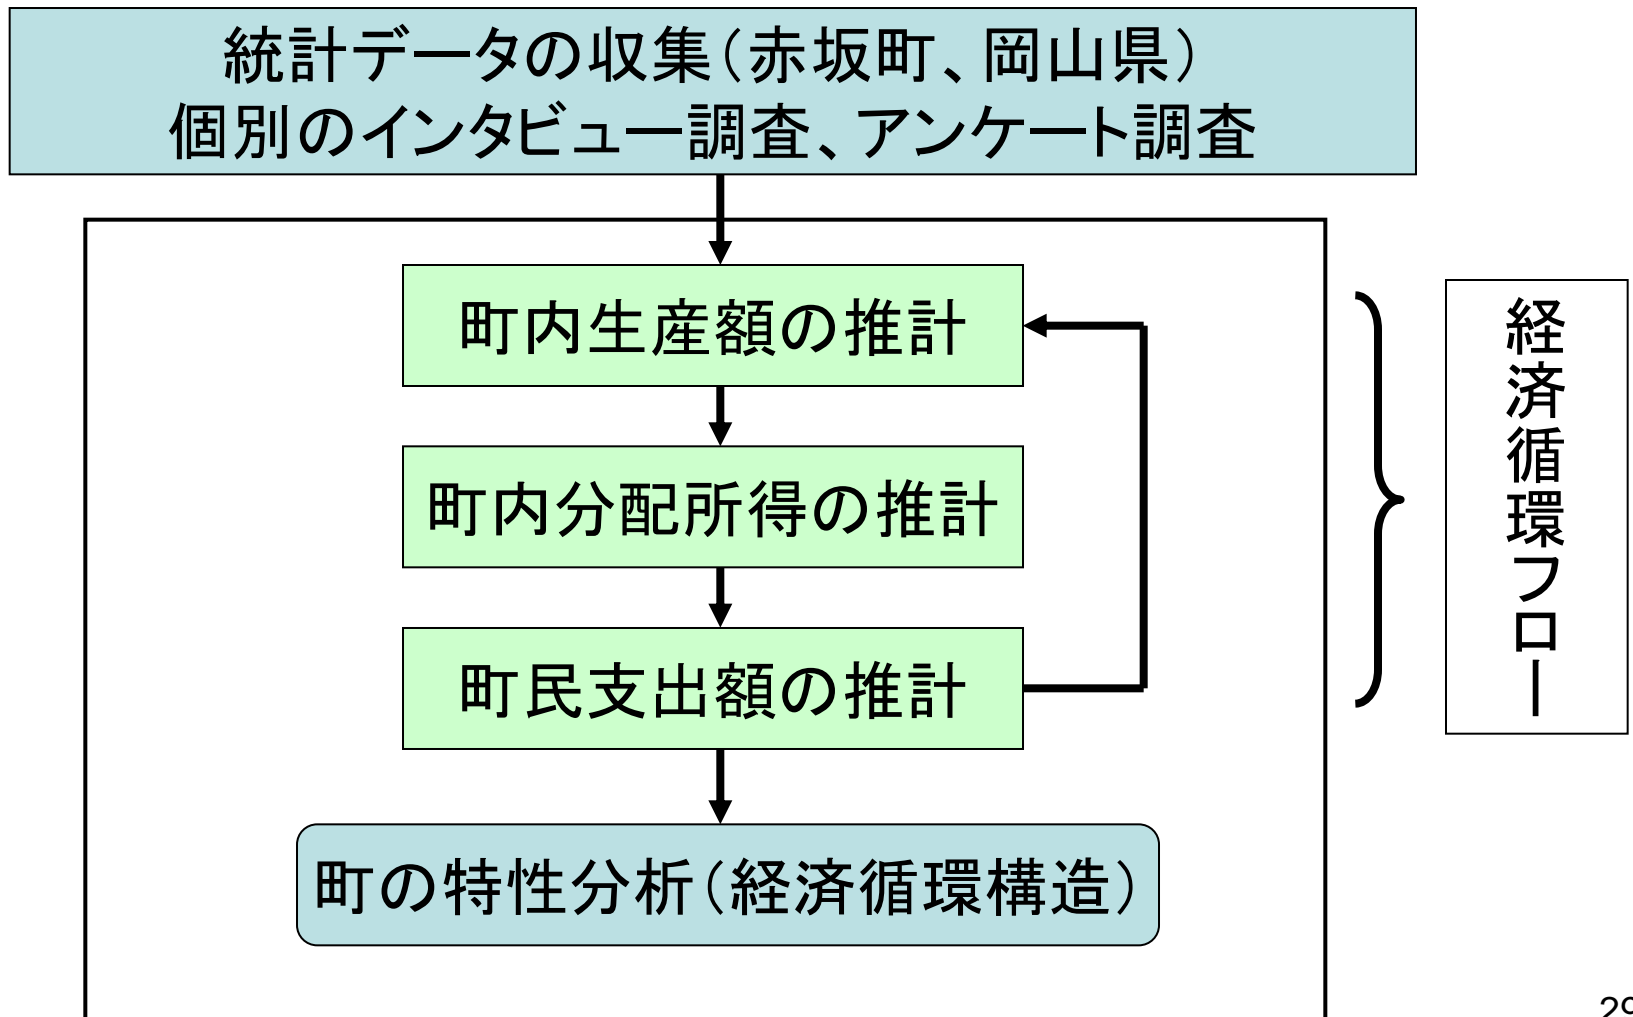 統計データの収集（赤坂町、岡山県）
個別のインタビュー調査、アンケート調査
町内生産額の推計
町内分配所得の推計
町民支出額の推計
町の特性分析（経済循環構造）
経済循環フロー
29